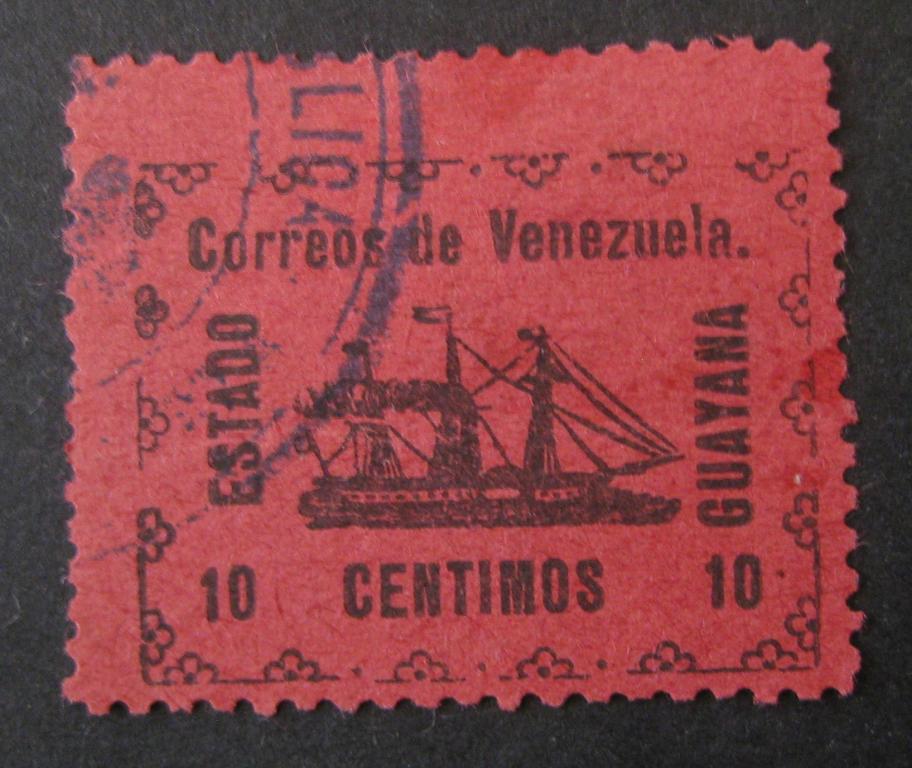 Correos de Venezuela.
ESTADO
GUAYANA
10 CENTIMOS 10